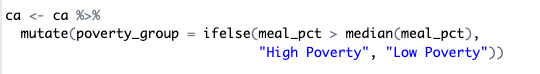 ca <- ca %>%
  mutate(poverty_group = ifelse(meal_pct > median(meal_pct),
                                "High Poverty", "Low Poverty"))